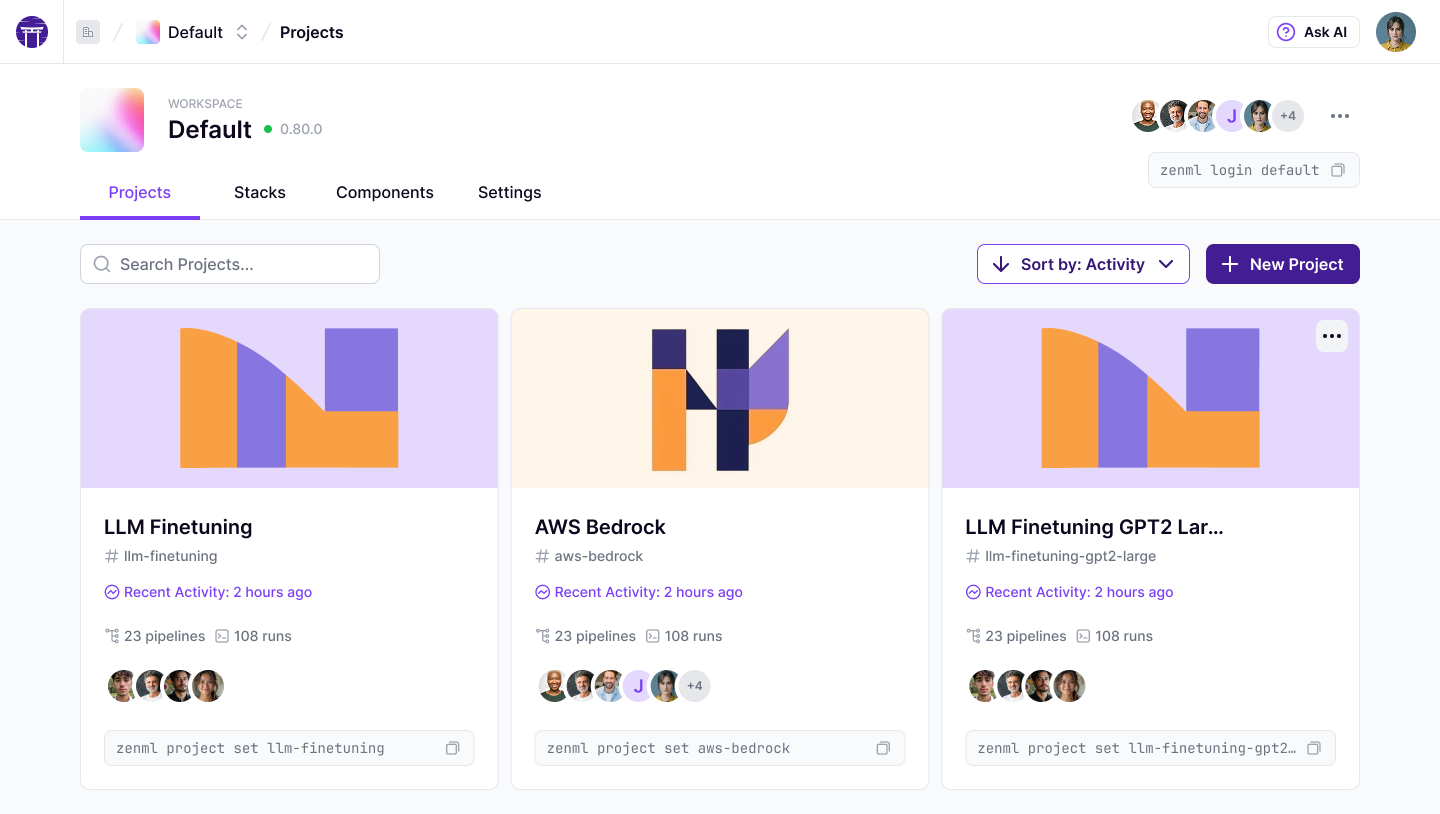 Default
Projects
Ask AI
WORKSPACE
Default
0.80.0
J
+4
zenml login default
Projects
Stacks
Components
Settings
Search Projects...
Sort by: Activity
New Project
LLM Finetuning
# llm-finetuning
Recent Activity: 2 hours ago
23 pipelines
108 runs
zenml project set llm-finetuning
AWS Bedrock
# aws-bedrock
Recent Activity: 2 hours ago
23 pipelines
108 runs
J
+4
zenml project set aws-bedrock
LLM Finetuning GPT2 Lar...
# llm-finetuning-gpt2-large
Recent Activity: 2 hours ago
23 pipelines
108 runs
zenml project set llm-finetuning-gpt2…